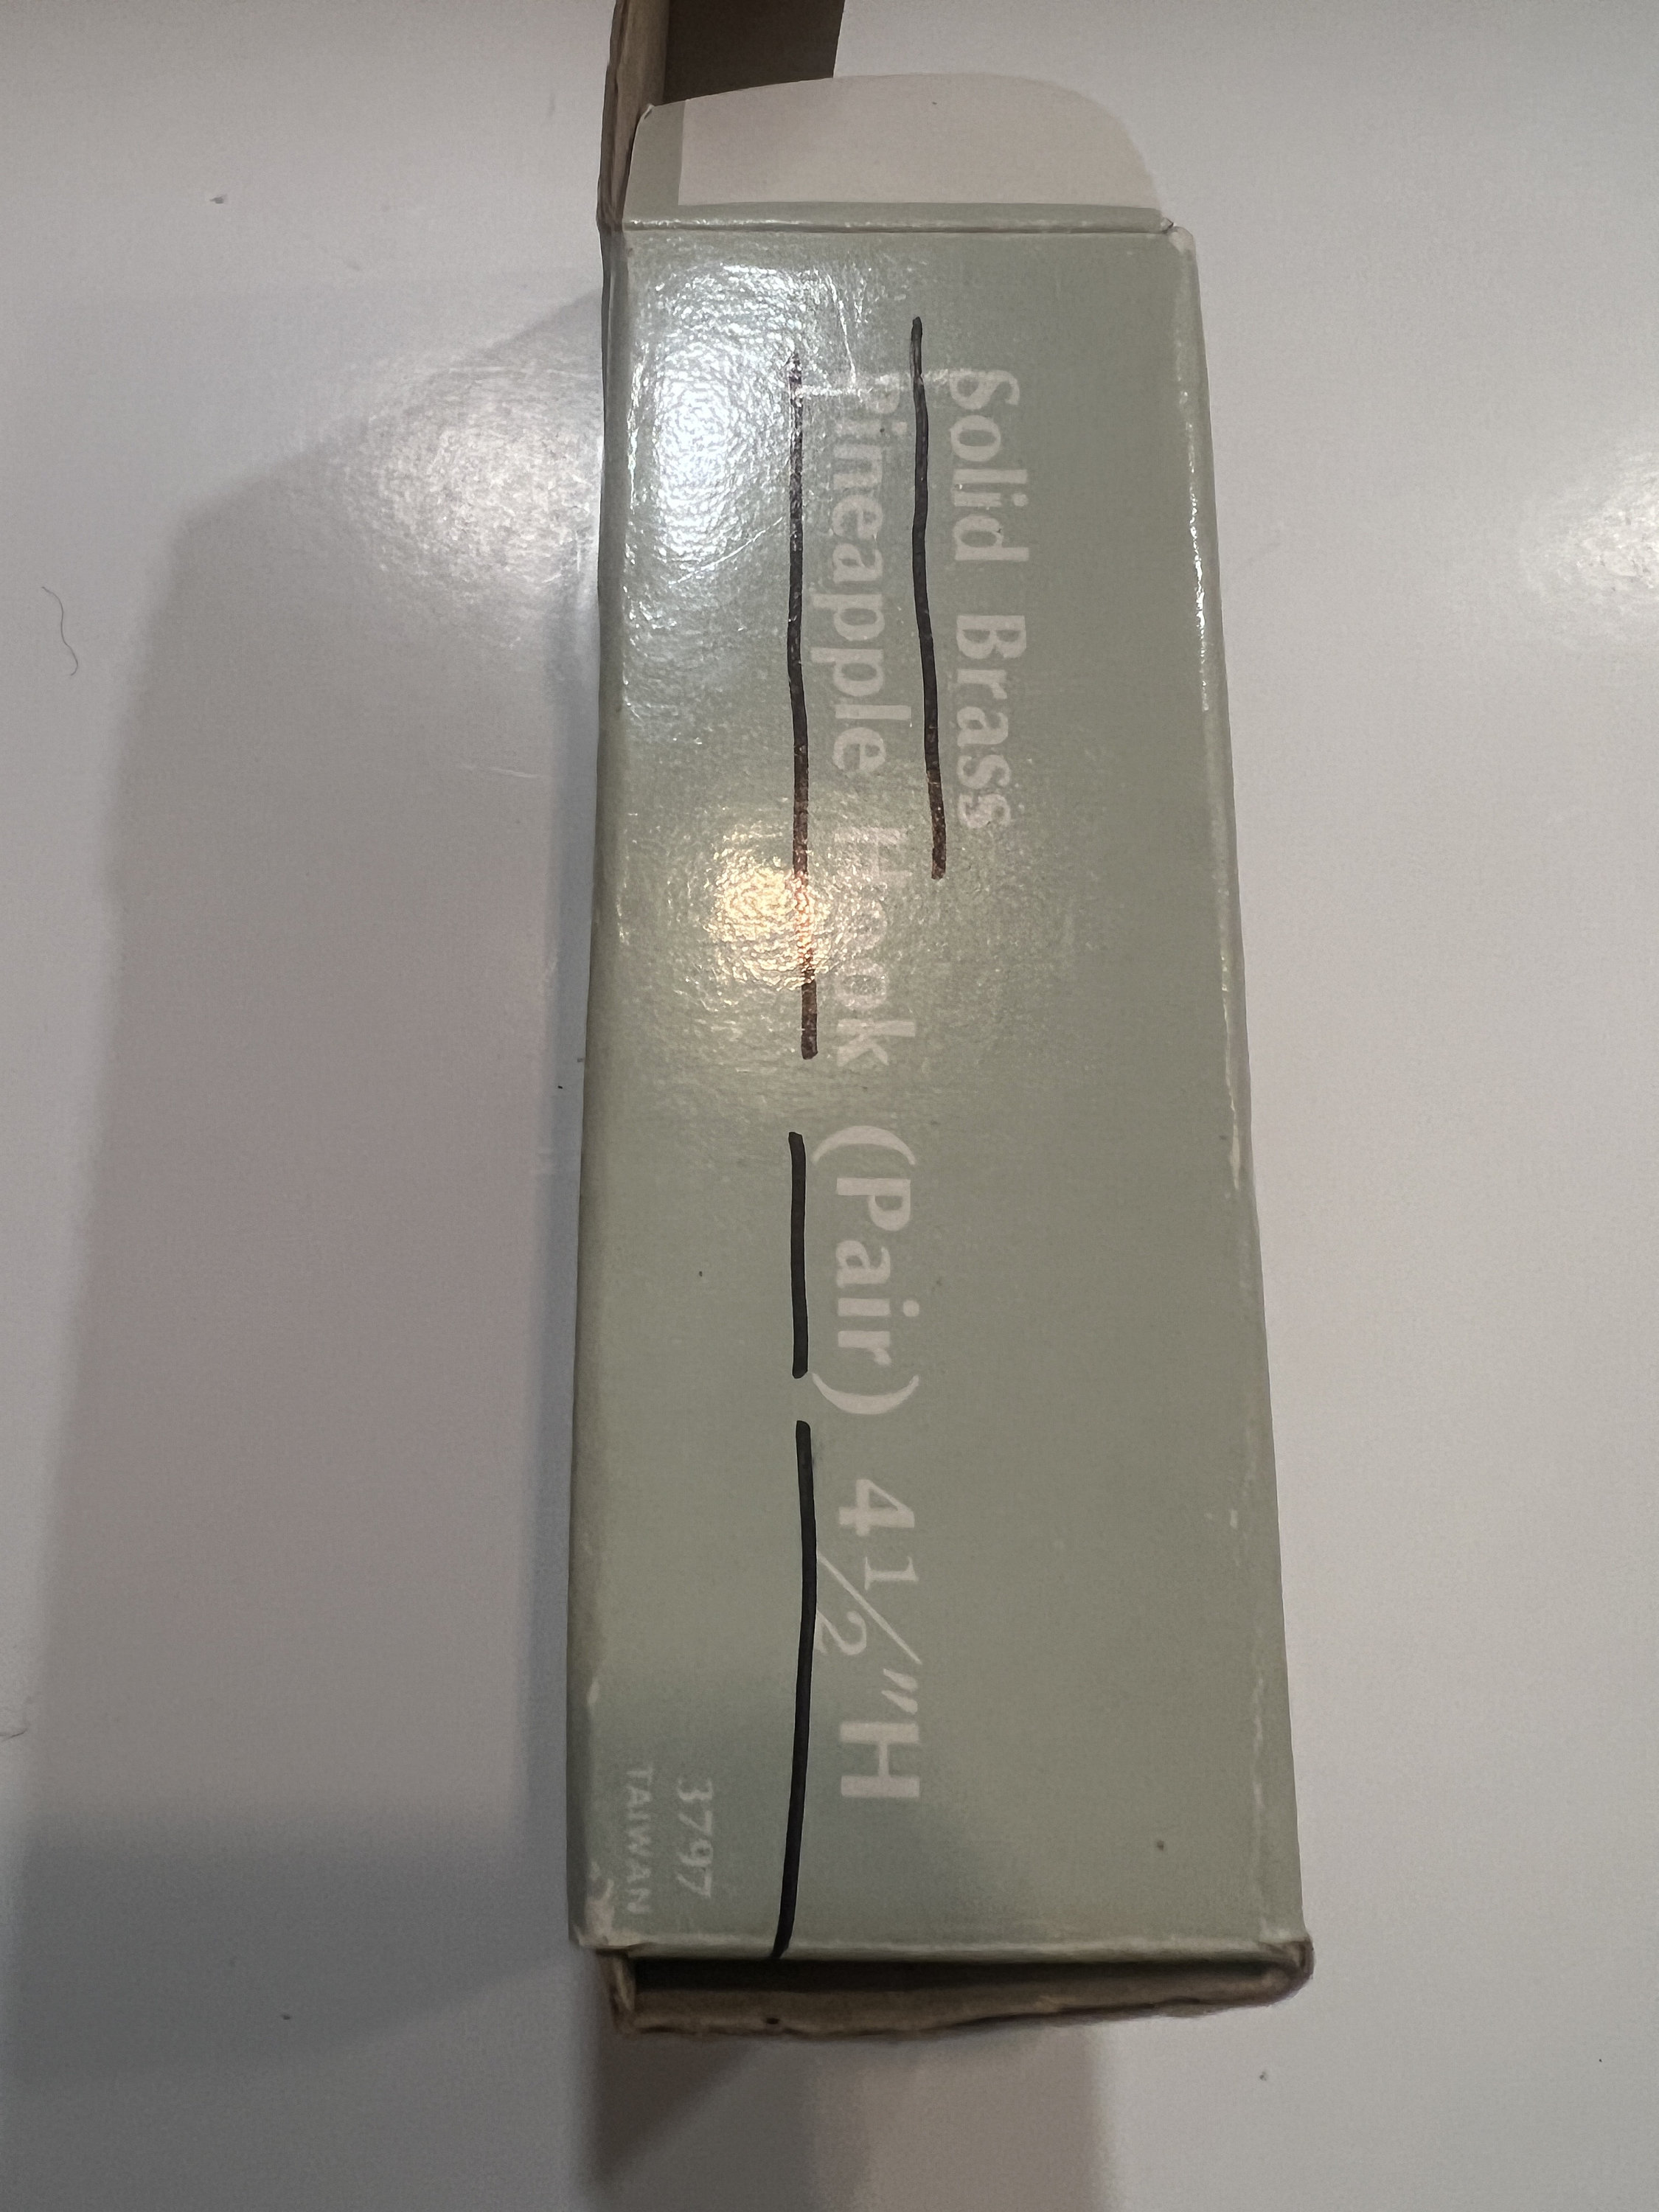 Solid Brass
Pineapple Hook (Pair) 4½"H
3797
TAIWAN